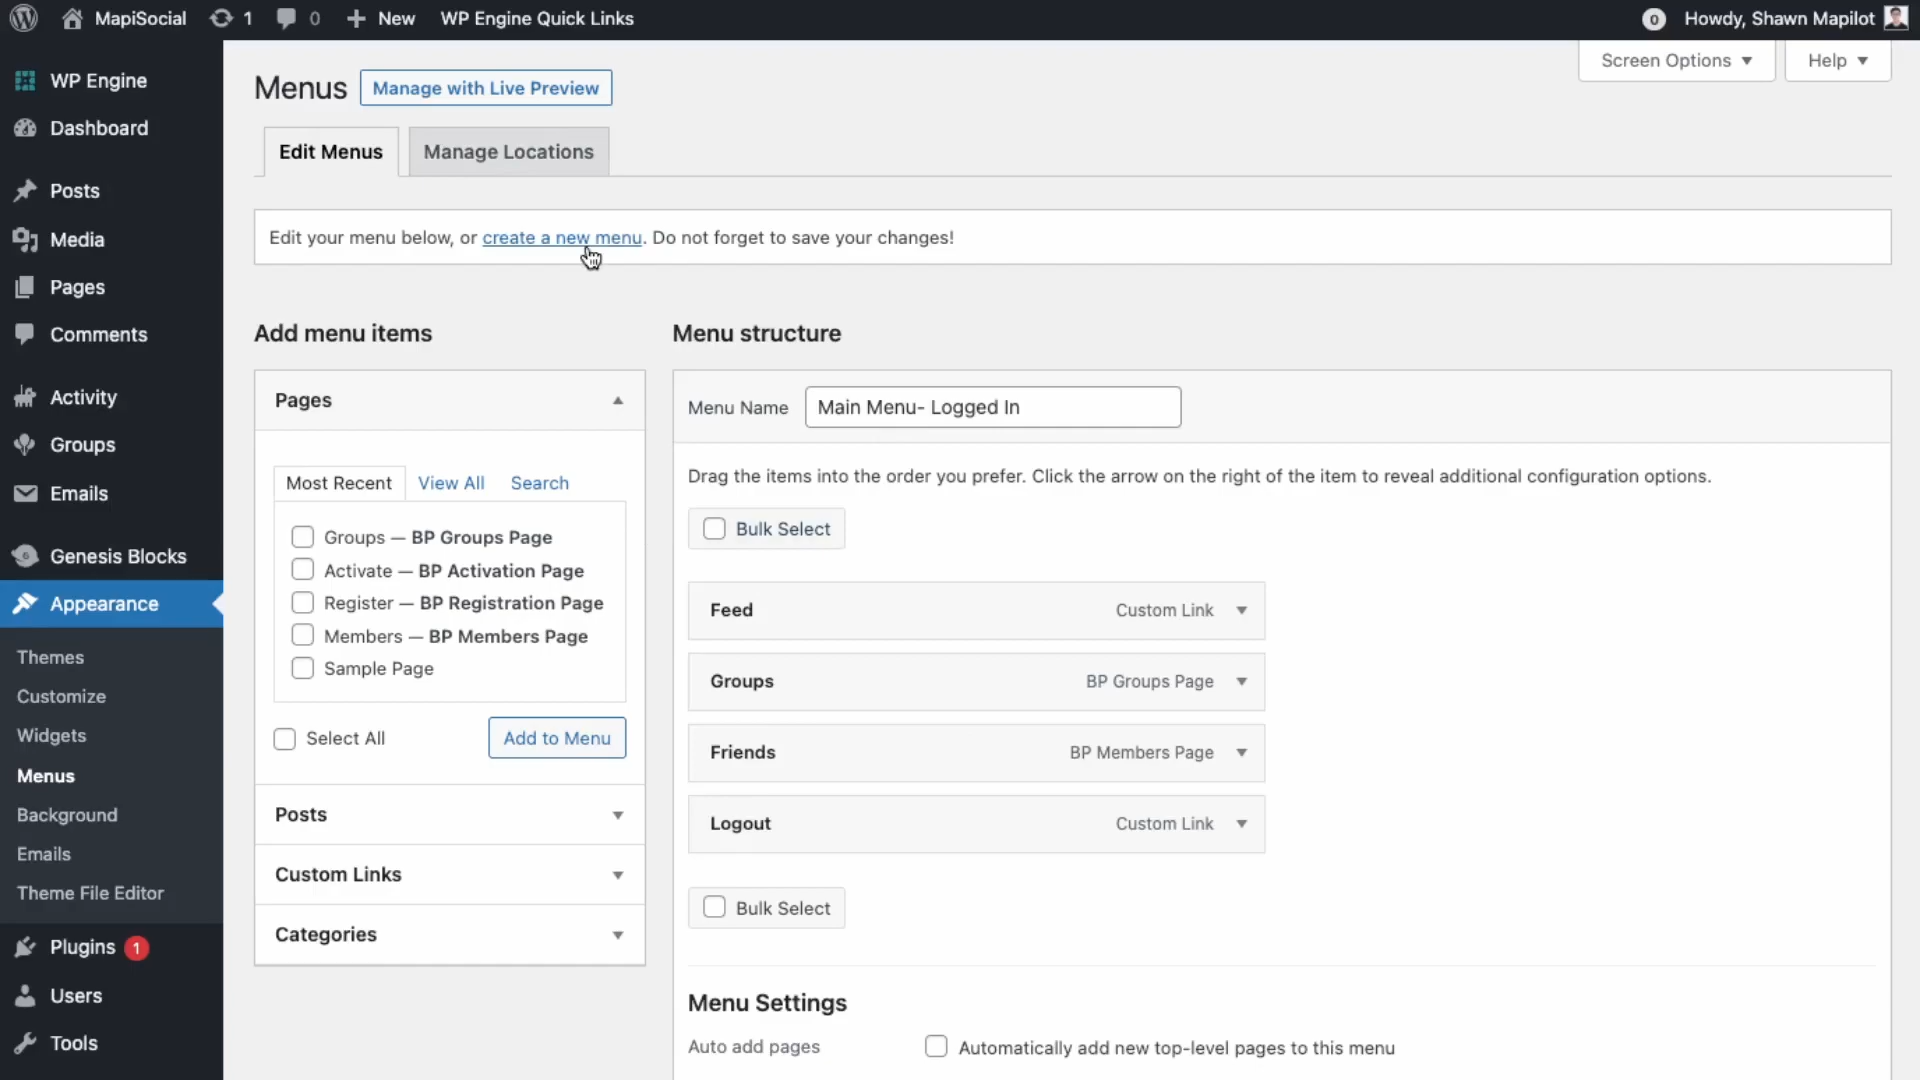 MapiSocial 1 0 New WP Engine Quick Links 0 Howdy, Shawn Mapilot
WP Engine
Dashboard
Posts
Media
Pages
Comments
Activity
Groups
Emails
Genesis Blocks
Appearance
Themes
Customize
Widgets
Menus
Background
Emails
Theme File Editor
Plugins 1
Users
Tools
Screen Options Help
Menus Manage with Live Preview
Edit Menus Manage Locations
Edit your menu below, or create a new menu. Do not forget to save your changes!
Add menu items
Pages
Most Recent View All Search
Groups — BP Groups Page
Activate — BP Activation Page
Register — BP Registration Page
Members — BP Members Page
Sample Page
Select All Add to Menu
Posts
Custom Links
Categories
Menu structure
Menu Name Main Menu- Logged In
Drag the items into the order you prefer. Click the arrow on the right of the item to reveal additional configuration options.
Bulk Select
Feed Custom Link
Groups BP Groups Page
Friends BP Members Page
Logout Custom Link
Bulk Select
Menu Settings
Auto add pages Automatically add new top-level pages to this menu